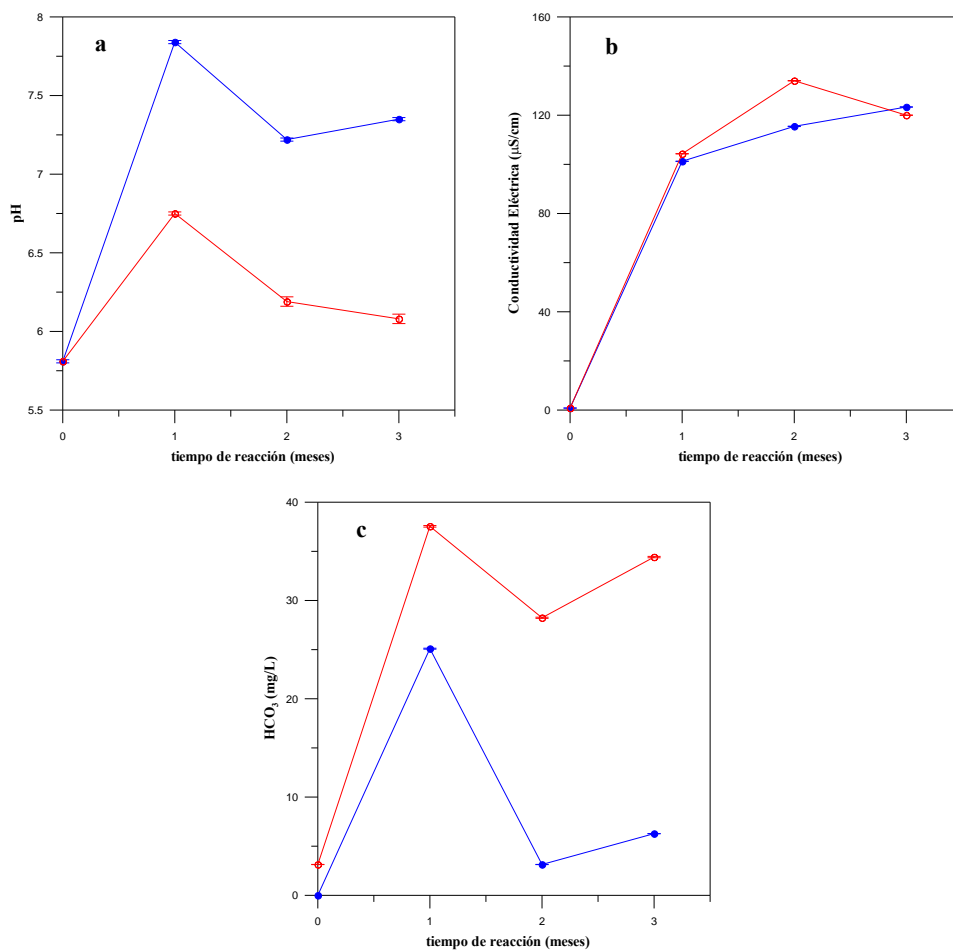 a
8
7.5
7
6.5
6
5.5
pH
0 1 2 3
tiempo de reacción (meses)
b
160
120
80
40
0
Conductividad Eléctrica (µS/cm)
0 1 2 3
tiempo de reacción (meses)
c
40
30
20
10
0
HCO3 (mg/L)
0 1 2 3
tiempo de reacción (meses)